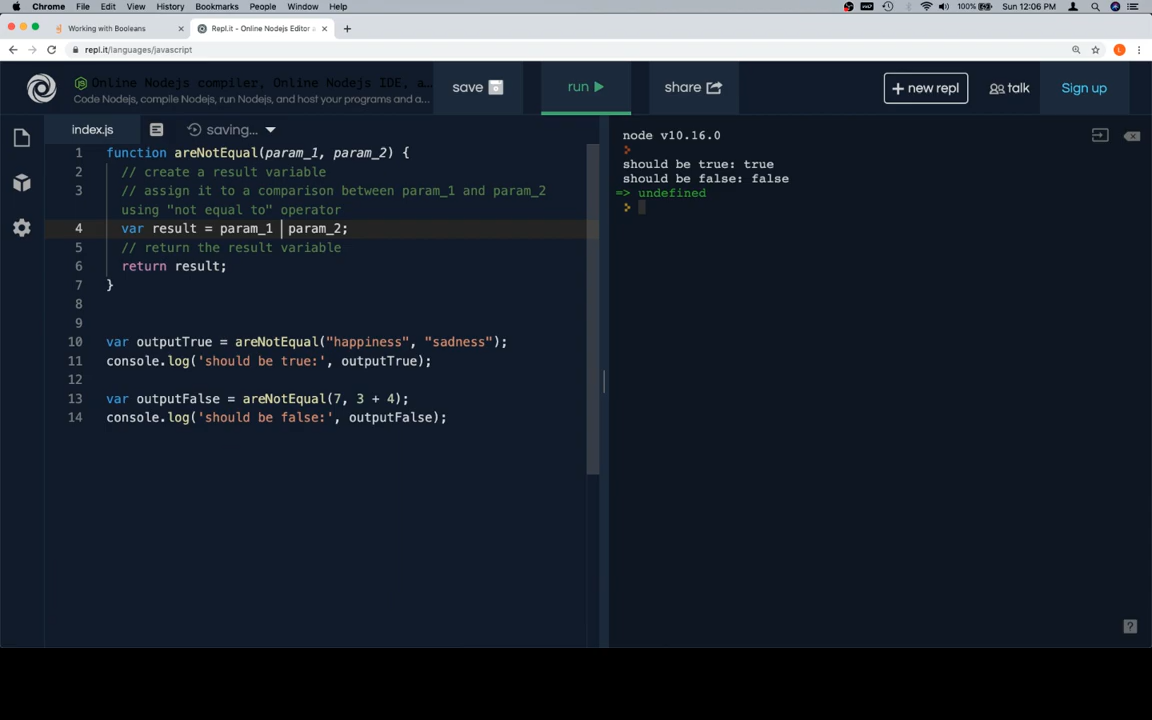 Chrome File Edit View History Bookmarks People Window Help 100% Sun 12:06 PM
Working with Booleans Repl.it - Online Nodejs Editor
repl.it/languages/javascript
Online Nodejs compiler, Online Nodejs IDE, a...
Code Nodejs, compile Nodejs, run Nodejs, and host your programs and a...
save run share + new repl talk Sign up
index.js saving...
1 function areNotEqual(param_1, param_2) {
2 // create a result variable
3 // assign it to a comparison between param_1 and param_2
using "not equal to" operator
4 var result = param_1 param_2;
5 // return the result variable
6 return result;
7 }
8
9
10 var outputTrue = areNotEqual("happiness", "sadness");
11 console.log('should be true:', outputTrue);
12
13 var outputFalse = areNotEqual(7, 3 + 4);
14 console.log('should be false:', outputFalse);
node v10.16.0
should be true: true
should be false: false
=> undefined
?